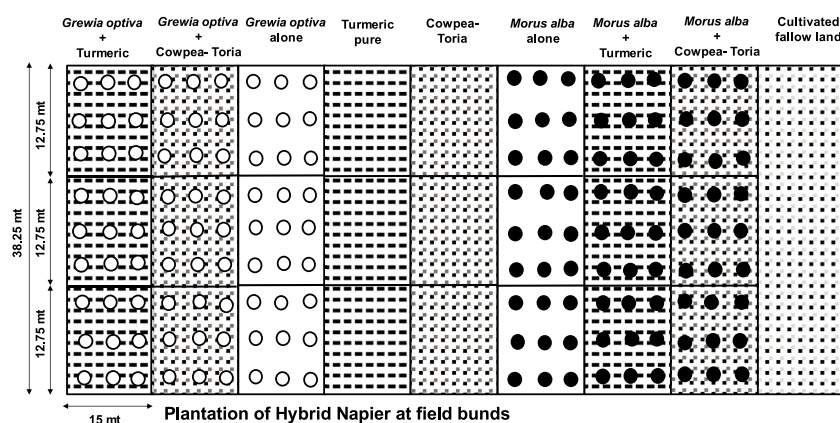 Grewia optiva
+
Turmeric
Grewia optiva
+
Cowpea- Toria
Grewia optiva
alone
Turmeric
pure
Cowpea-
Toria
Morus alba
alone
Morus alba
+
Turmeric
Morus alba
+
Cowpea- Toria
Cultivated
fallow land
38.25 mt
12.75 mt
12.75 mt
12.75 mt
15 mt
Plantation of Hybrid Napier at field bunds